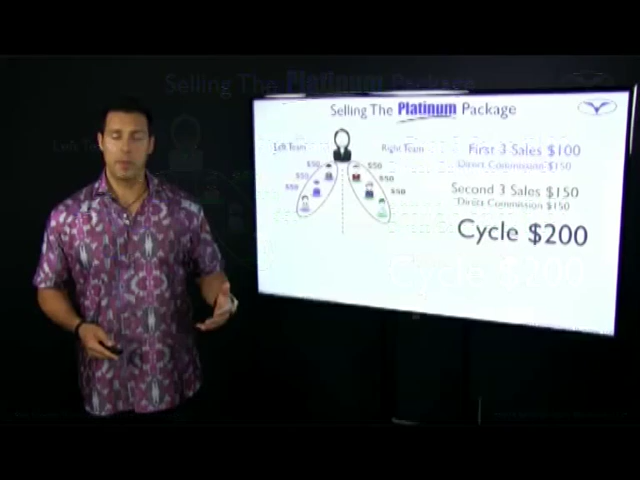 Selling The Platinum Package
Left Team
Right Team
$50
$50
$50
$50
$50
$50
First 3 Sales $100
Direct Commission $150
Second 3 Sales $150
Direct Commission $150
Cycle $200